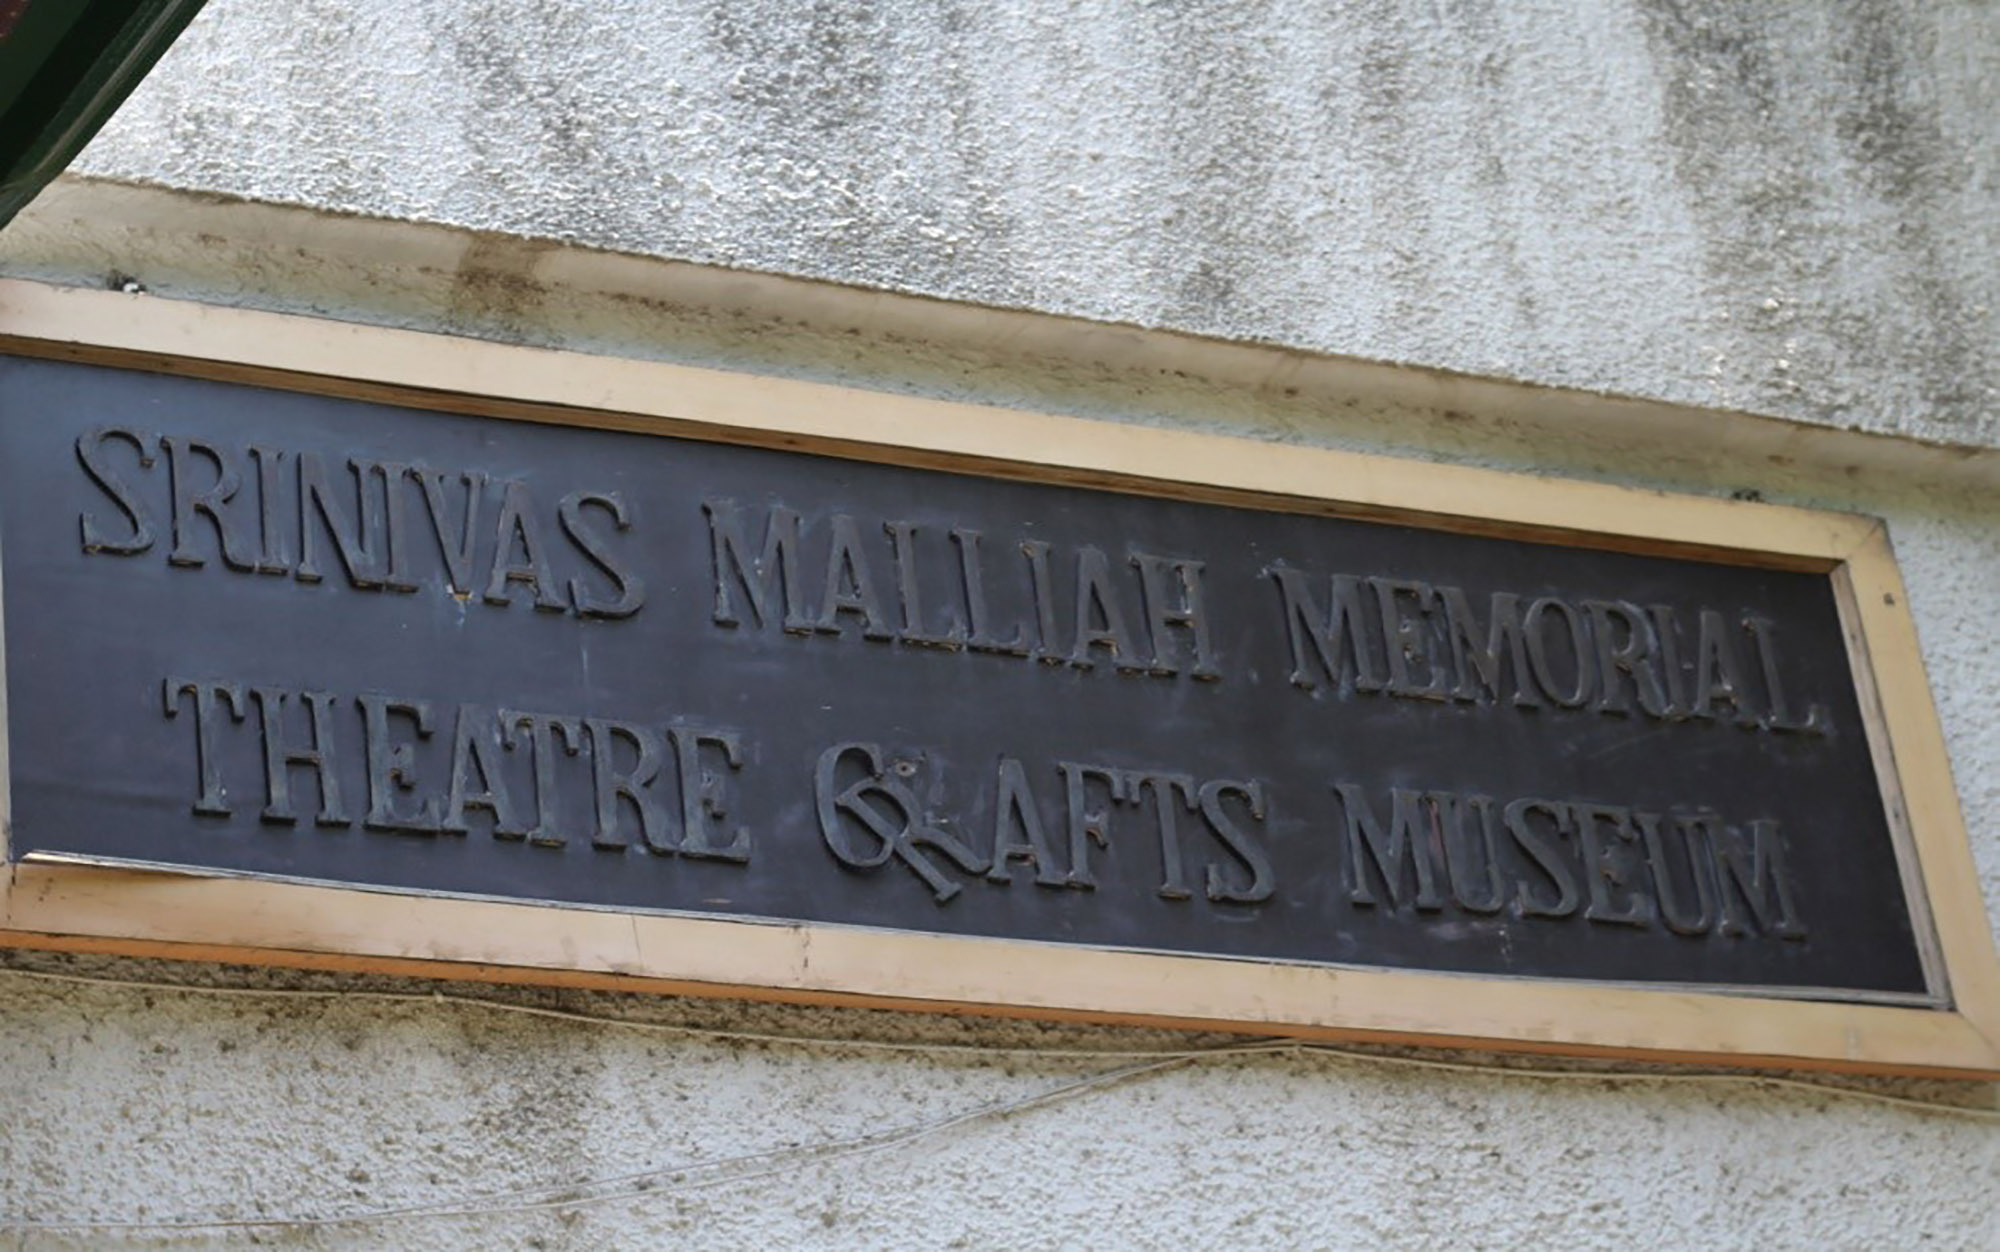 SRINIVAS MALLIAH MEMORIAL
THEATRE CRAFTS MUSEUM